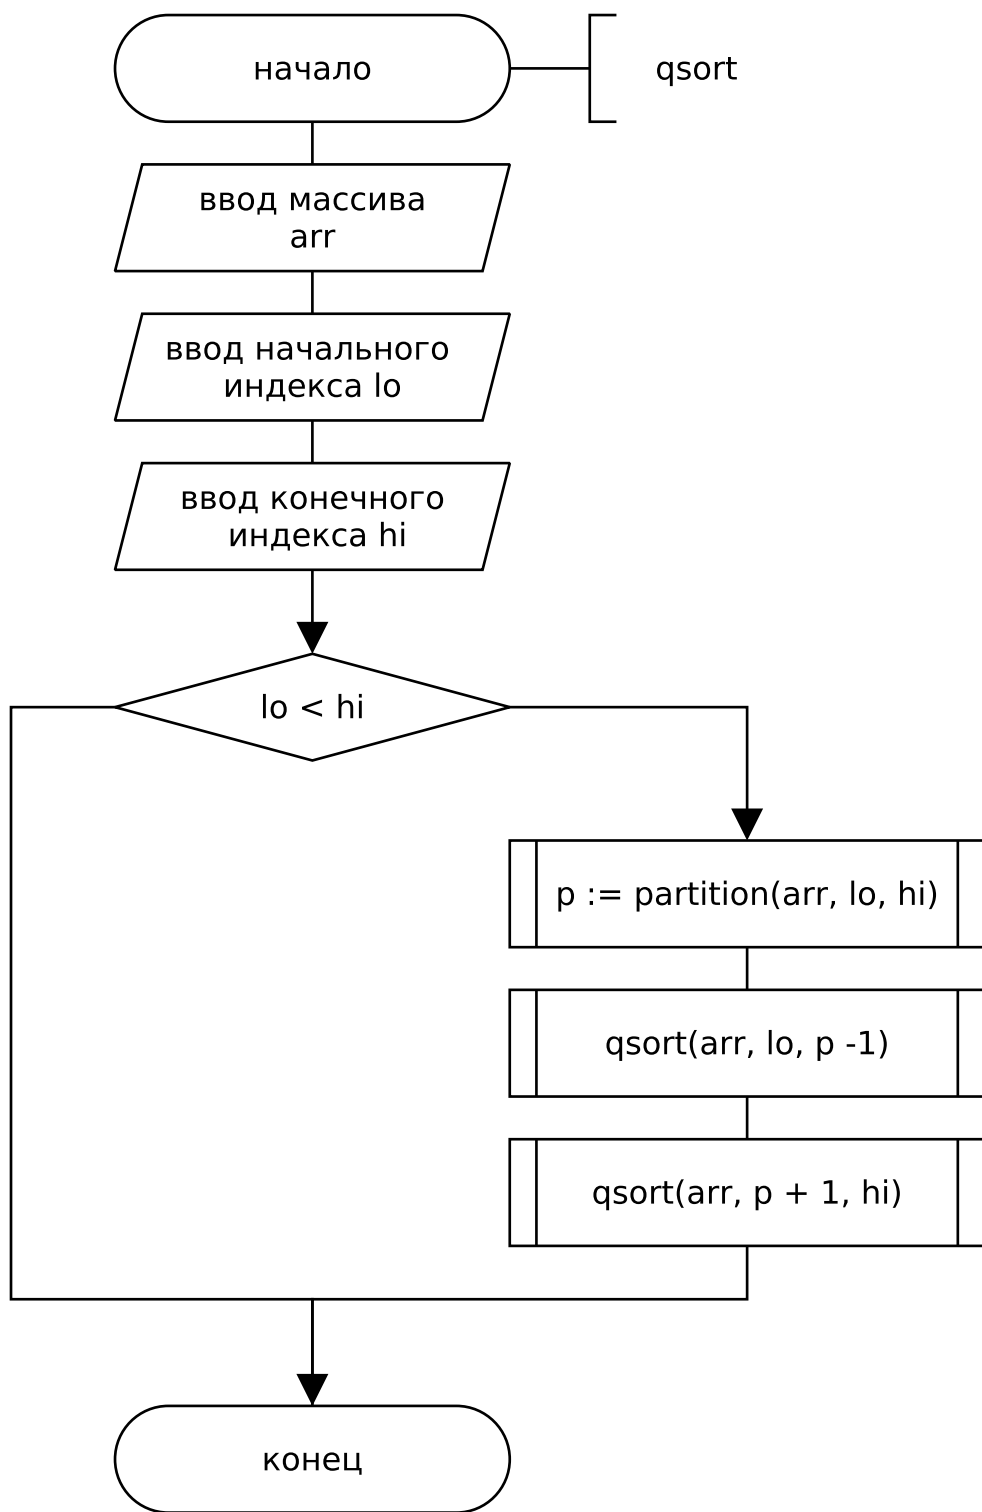 начало
qsort
ввод массива
arr
ввод начального
индекса lo
ввод конечного
индекса hi
lo < hi
p := partition(arr, lo, hi)
qsort(arr, lo, p -1)
qsort(arr, p + 1, hi)
конец